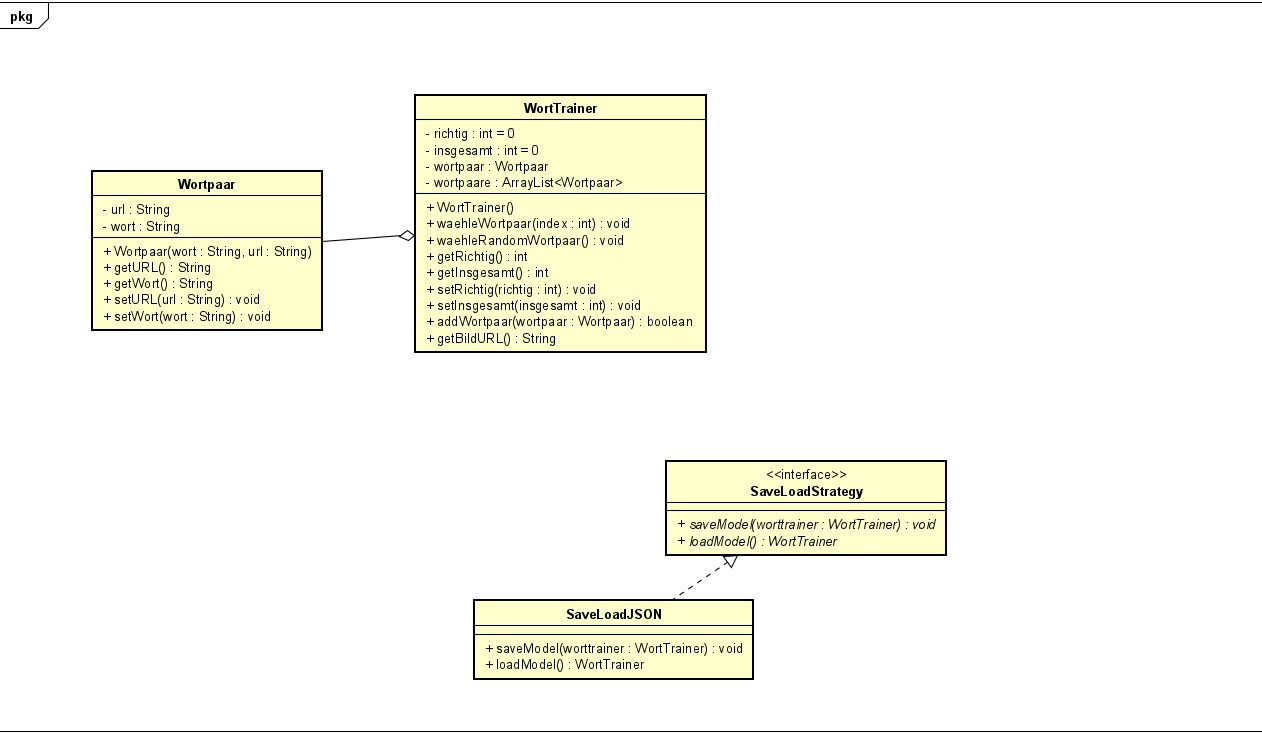 pkg
WortTrainer
- richtig : int = 0
- insgesamt : int = 0
- wortpaar : Wortpaar
- wortpaare : ArrayList<Wortpaar>
+ WortTrainer()
+ waehleWortpaar(index : int) : void
+ waehleRandomWortpaar() : void
+ getRichtig() : int
+ getInsgesamt() : int
+ setRichtig(richtig : int) : void
+ setInsgesamt(insgesamt : int) : void
+ addWortpaar(wortpaar : Wortpaar) : boolean
+ getBildURL() : String
Wortpaar
- url : String
- wort : String
+ Wortpaar(wort : String, url : String)
+ getURL() : String
+ getWort() : String
+ setURL(url : String) : void
+ setWort(wort : String) : void
<<interface>>
SaveLoadStrategy
+ saveModel(worttrainer : WortTrainer) : void
+ loadModel() : WortTrainer
SaveLoadJSON
+ saveModel(worttrainer : WortTrainer) : void
+ loadModel() : WortTrainer